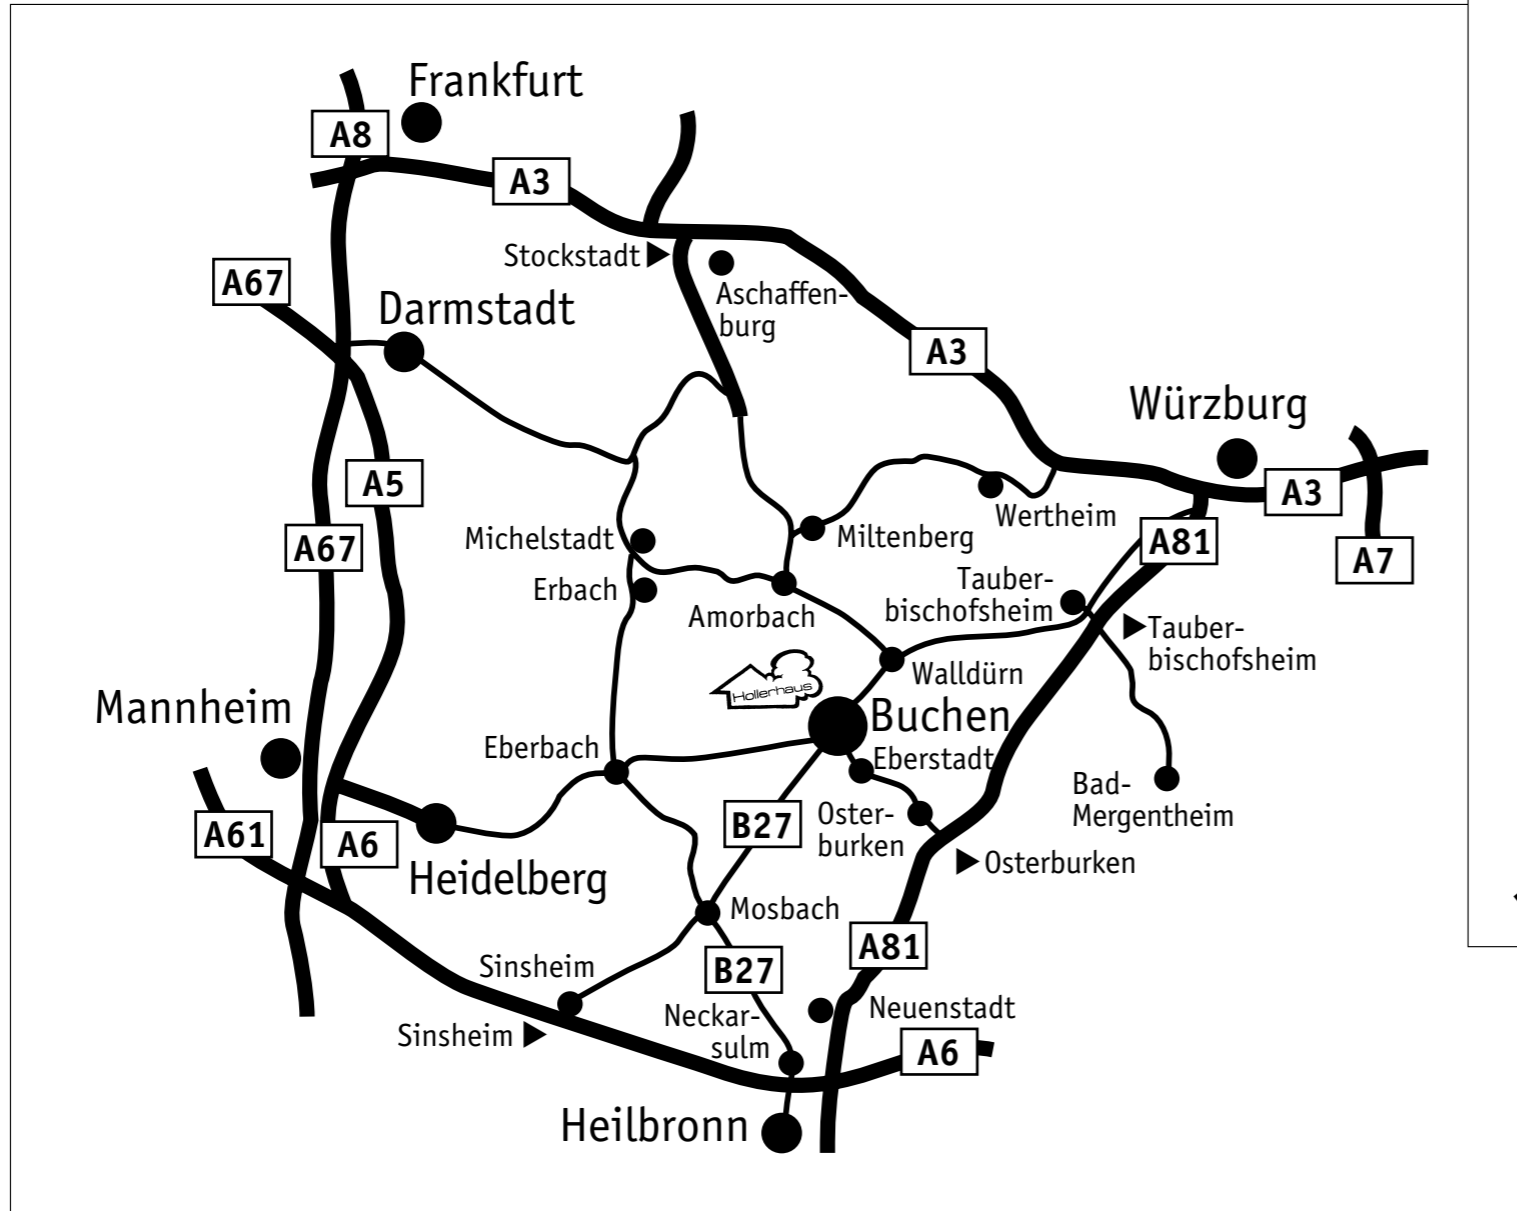 Frankfurt
A8
A3
Stockstadt
A67
Darmstadt
Aschaffen-
burg
A3
Würzburg
A5
A3
A67
Michelstadt
Miltenberg
Wertheim
A81
A7
Erbach
Amorbach
Tauber-
bischofsheim
Tauber-
bischofsheim
Walldürn
Hollerhaus
Mannheim
Buchen
Eberbach
Eberstadt
Bad-
Mergentheim
A61
A6
B27
Oster-
burken
Osterburken
Heidelberg
Mosbach
A81
Sinsheim
B27
Neuenstadt
Sinsheim
Neckar-
sulm
A6
Heilbronn